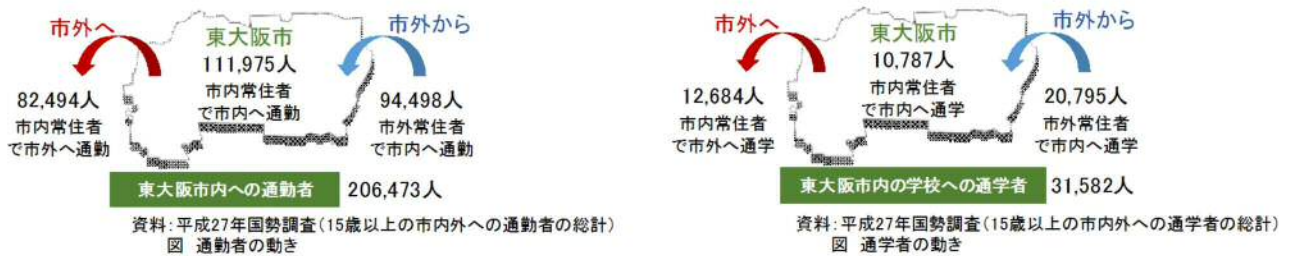 市外へ
東大阪市
市外から
111,975人
市内常住者
で市内へ通勤
82,494人
市内常住者
で市外へ通勤
94,498人
市外常住者
で市内へ通勤
東大阪市内への通勤者 206,473人
資料:平成27年国勢調査(15歳以上の市内外への通勤者の総計)
図 通勤者の動き
市外へ
東大阪市
市外から
10,787人
市内常住者
で市内へ通学
12,684人
市内常住者
で市外へ通学
20,795人
市外常住者
で市内へ通学
東大阪市内の学校への通学者 31,582人
資料:平成27年国勢調査(15歳以上の市内外への通学者の総計)
図 通学者の動き